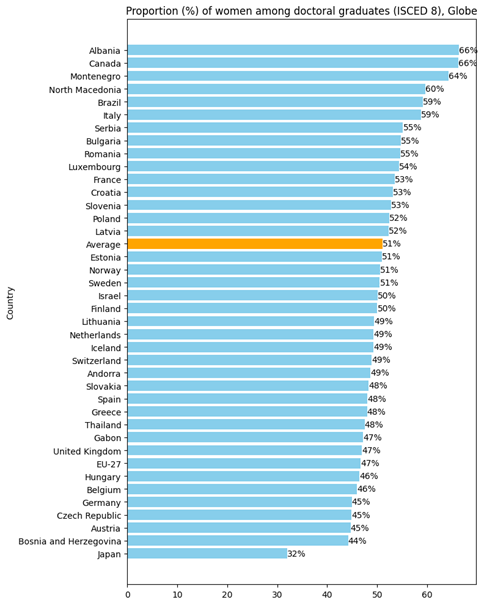 Proportion (%) of women among doctoral graduates (ISCED 8), Globe
Country
Albania 66%
Canada 66%
Montenegro 64%
North Macedonia 60%
Brazil 59%
Italy 59%
Serbia 55%
Bulgaria 55%
Romania 55%
Luxembourg 54%
France 53%
Croatia 53%
Slovenia 53%
Poland 52%
Latvia 52%
Average 51%
Estonia 51%
Norway 51%
Sweden 51%
Israel 50%
Finland 50%
Lithuania 49%
Netherlands 49%
Iceland 49%
Switzerland 49%
Andorra 49%
Slovakia 48%
Spain 48%
Greece 48%
Thailand 48%
Gabon 47%
United Kingdom 47%
EU-27 47%
Hungary 46%
Belgium 46%
Germany 45%
Czech Republic 45%
Austria 45%
Bosnia and Herzegovina 44%
Japan 32%
0 10 20 30 40 50 60